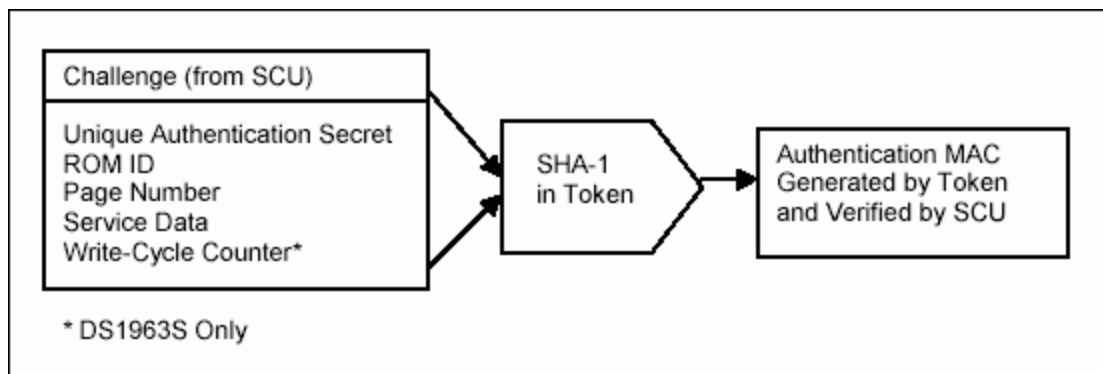 Challenge (from SCU)
Unique Authentication Secret
ROM ID
Page Number
Service Data
Write-Cycle Counter*
* DS1963S Only
SHA-1
in Token
Authentication MAC
Generated by Token
and Verified by SCU